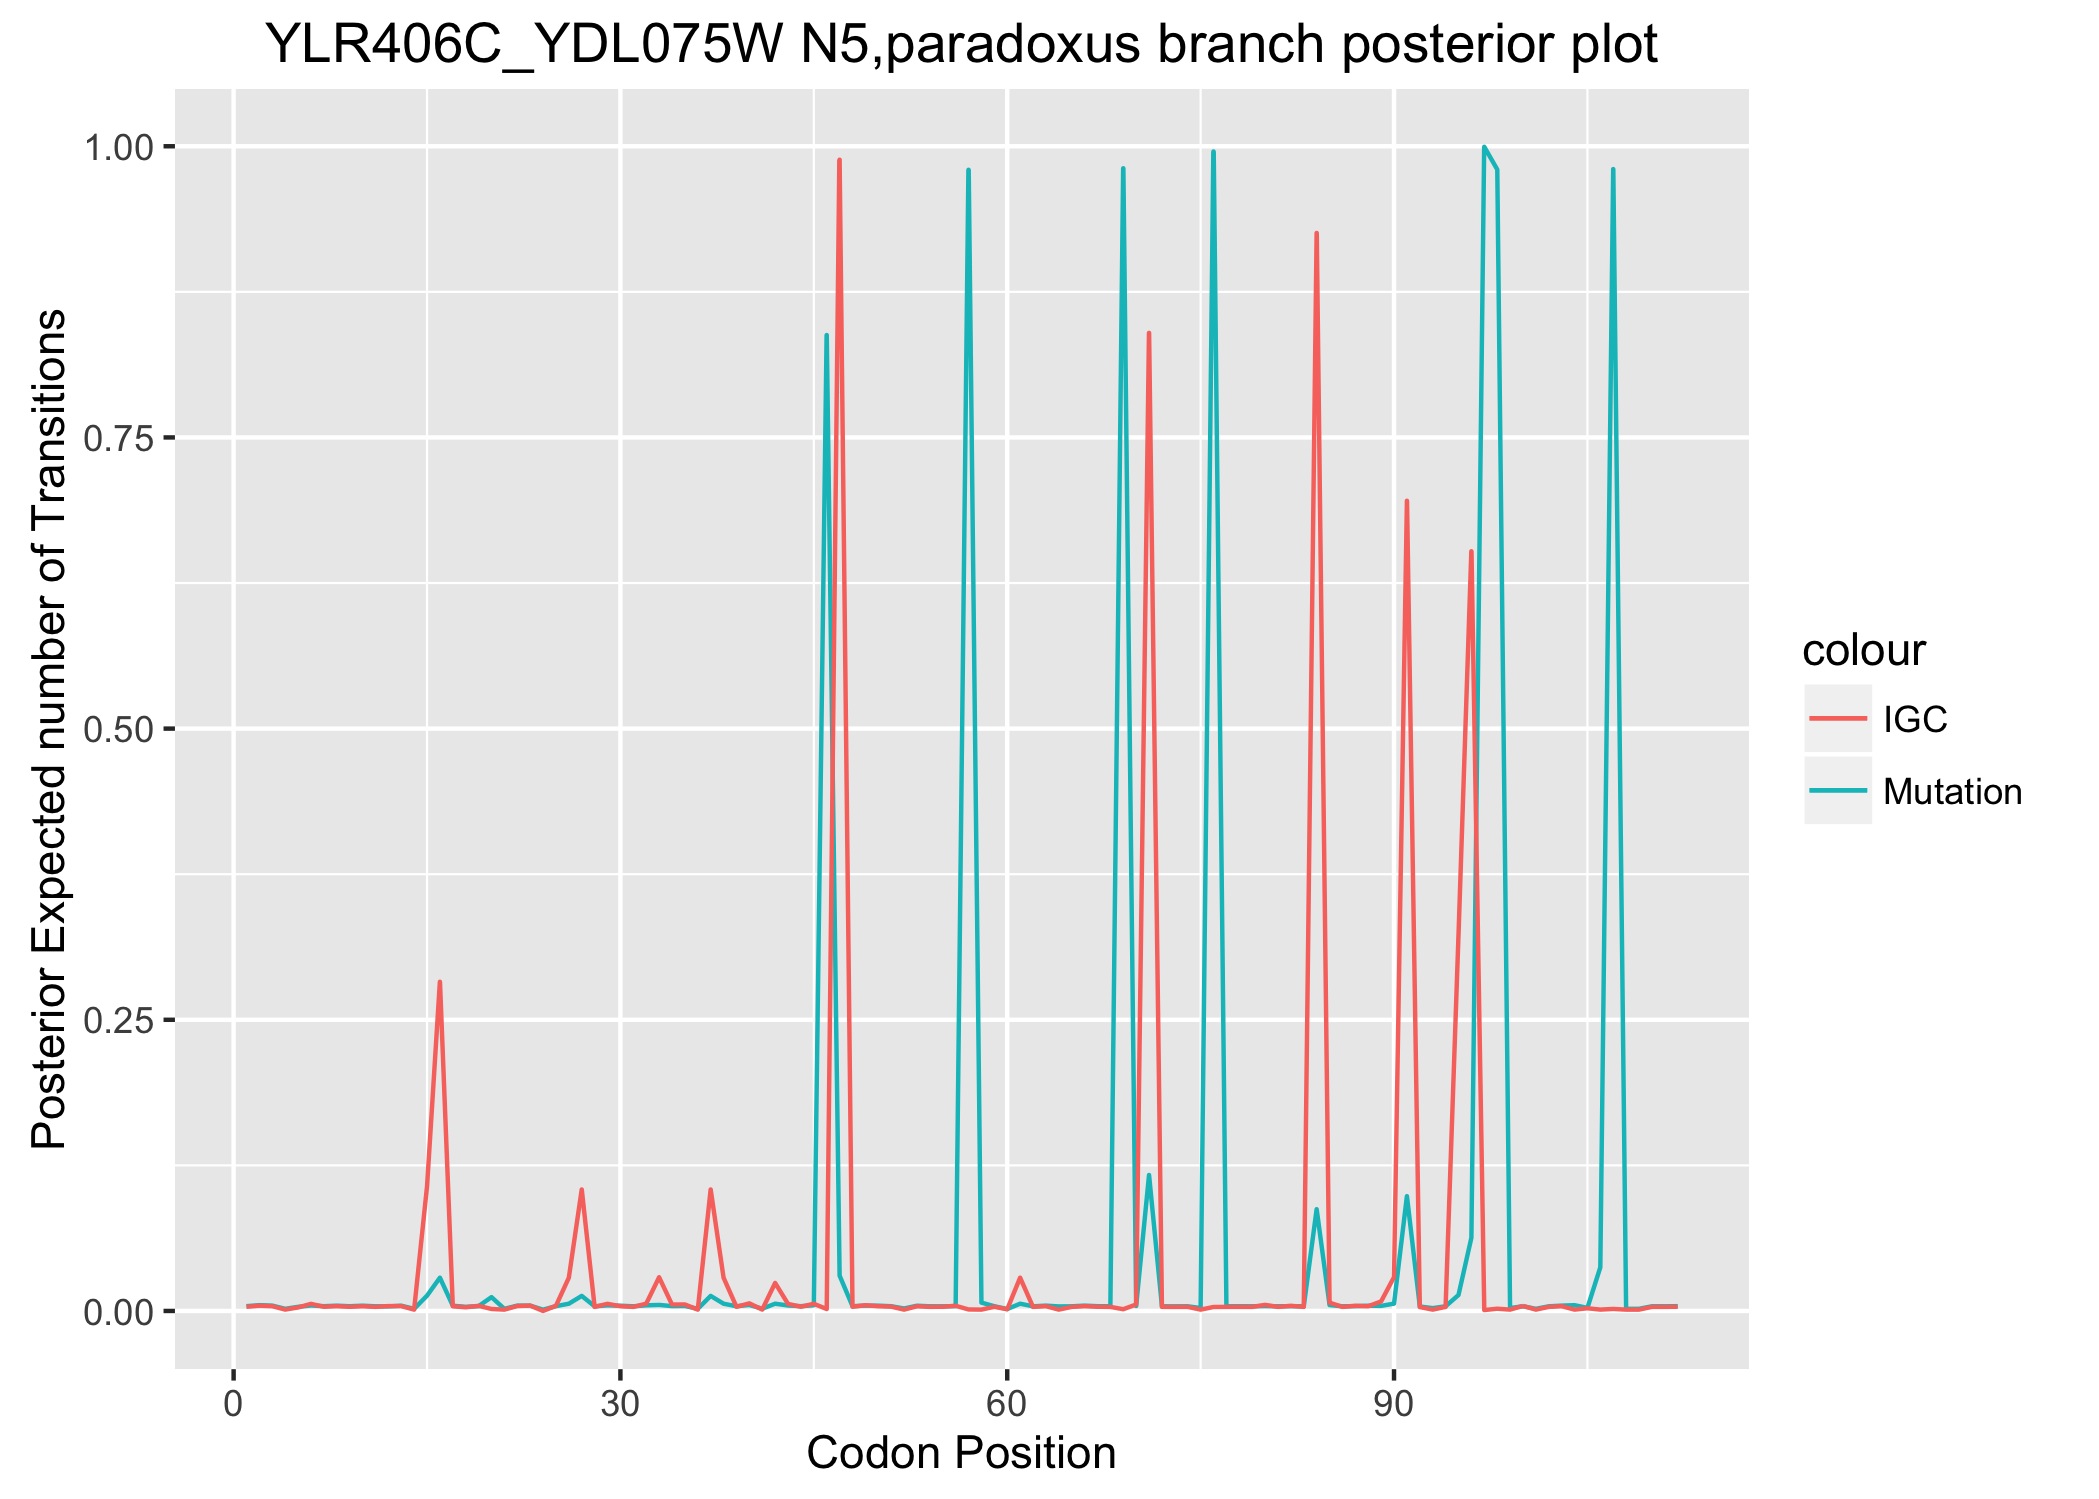 YLR406C_YDL075W N5,paradoxus branch posterior plot
Posterior Expected number of Transitions
1.00
0.75
0.50
0.25
0.00
0
30
60
90
Codon Position
colour
IGC
Mutation